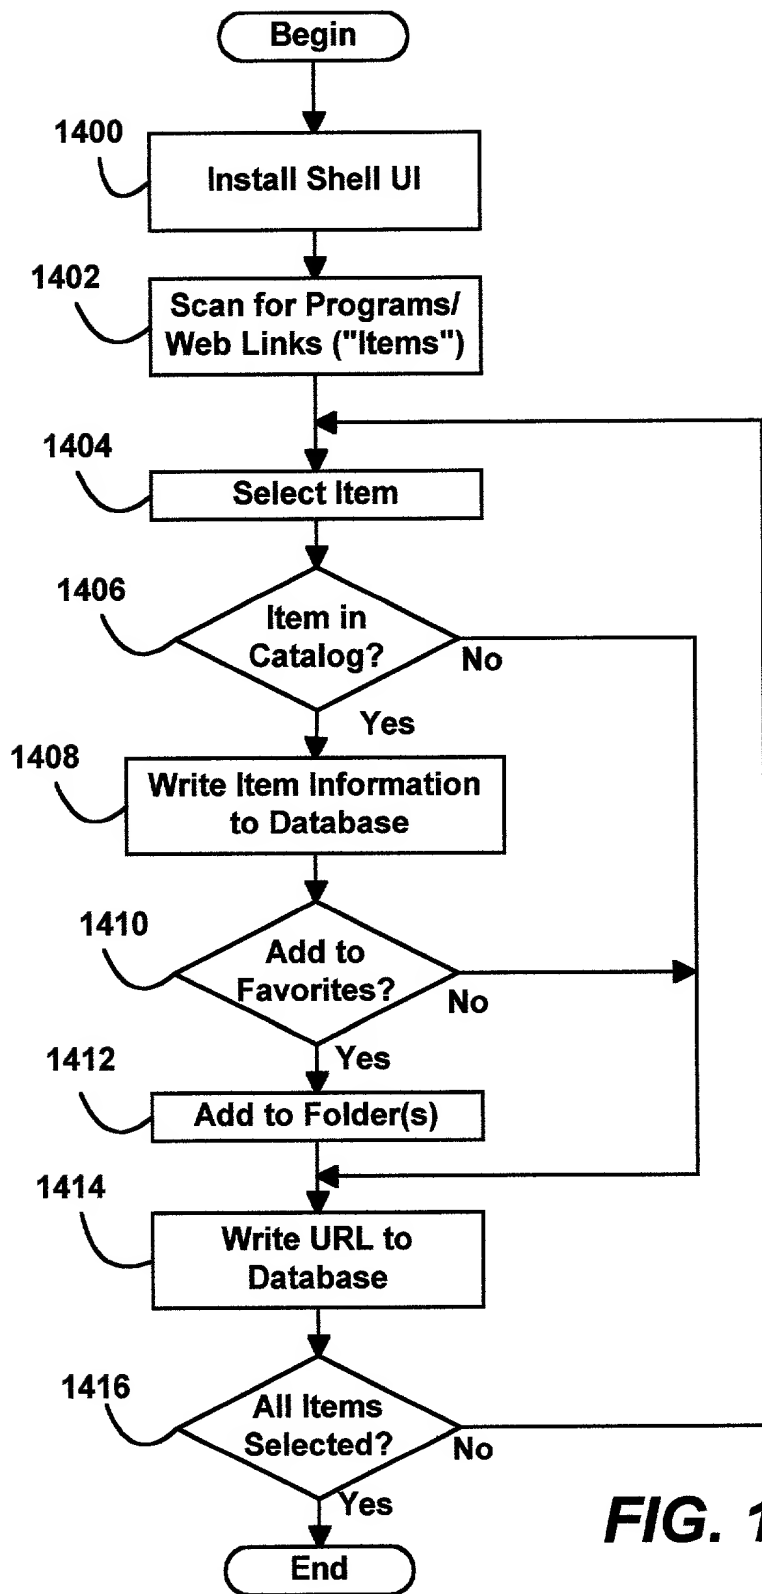 Begin
1400
Install Shell UI
1402
Scan for Programs/
Web Links ("Items")
1404
Select Item
1406
Item in
Catalog?
No
Yes
1408
Write Item Information
to Database
1410
Add to
Favorites?
No
Yes
1412
Add to Folder(s)
1414
Write URL to
Database
1416
All Items
Selected?
No
Yes
FIG. 1
End